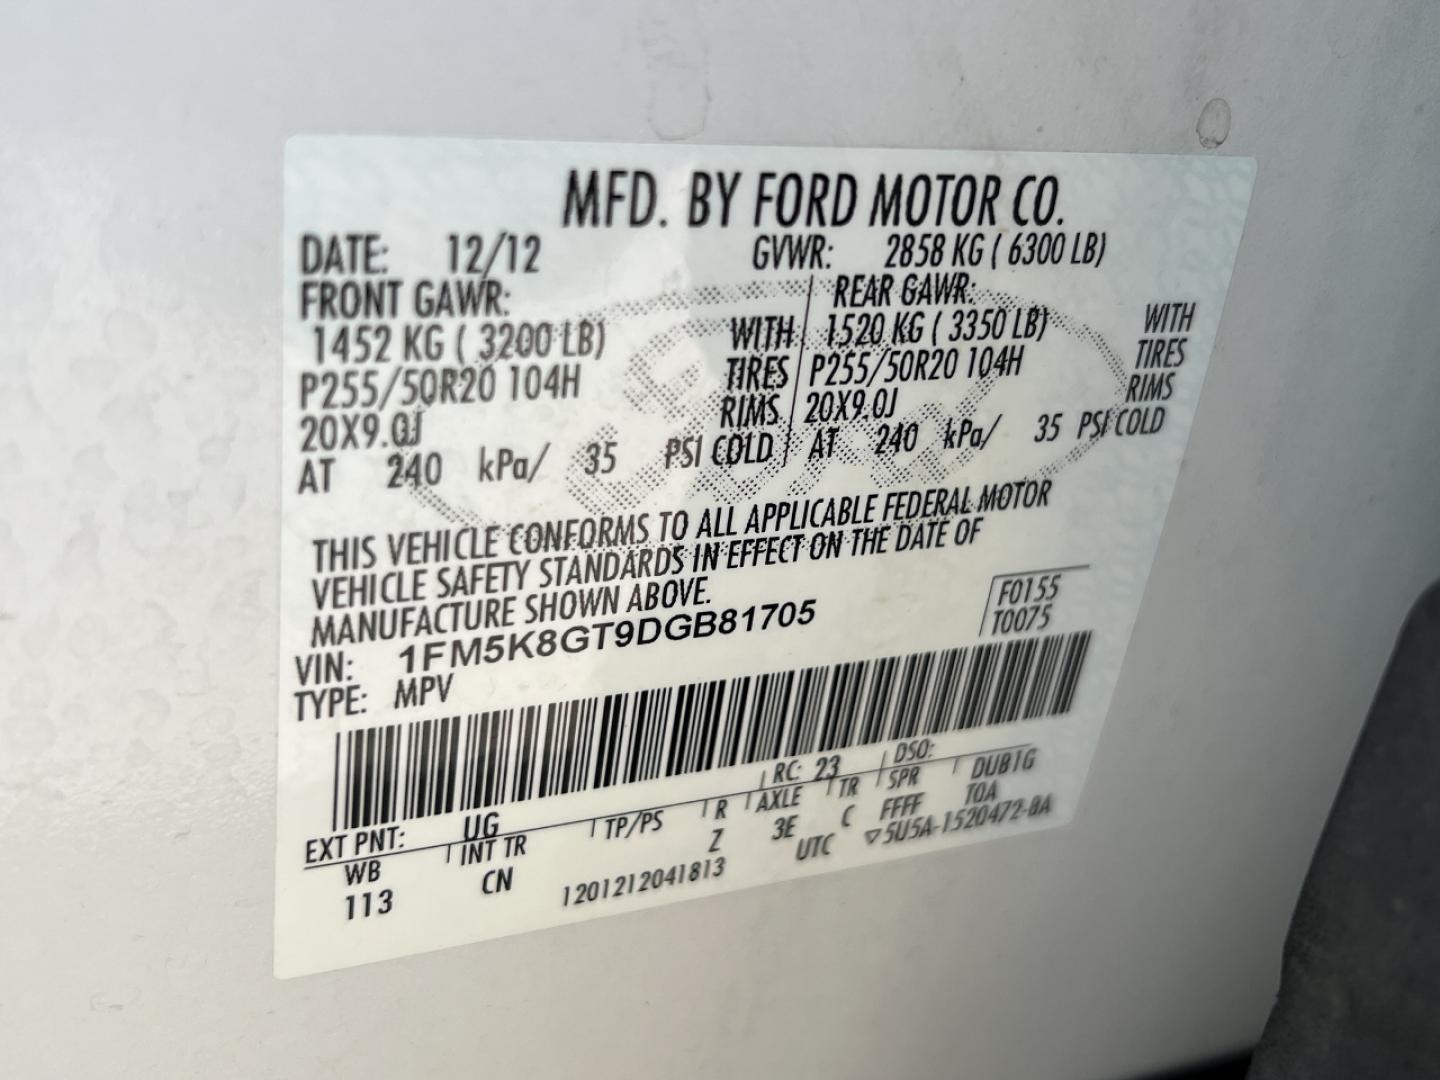 MFD. BY FORD MOTOR CO.
DATE: 12/12 GVWR: 2858 KG ( 6300 LB)
FRONT GAWR: REAR GAWR:
1452 KG ( 3200 LB) WITH 1520 KG ( 3350 LB) WITH
P255/50R20 104H TIRES P255/50R20 104H TIRES
20X9.0J RIMS 20X9.0J RIMS
AT 240 kPa/ 35 PSI COLD AT 240 kPa/ 35 PSI COLD
THIS VEHICLE CONFORMS TO ALL APPLICABLE FEDERAL MOTOR
VEHICLE SAFETY STANDARDS IN EFFECT ON THE DATE OF
MANUFACTURE SHOWN ABOVE.
F0155
VIN: 1FM5K8GT9DGB81705 T0075
TYPE: MPV
EXT PNT: UG RC: 23 DSO:
WB INT TR TP/PS R AXLE TR SPR DUB1G
113 CN Z 3E C FFFF TOA
1201212041813 UTC ▽5U5A-1520472-BA